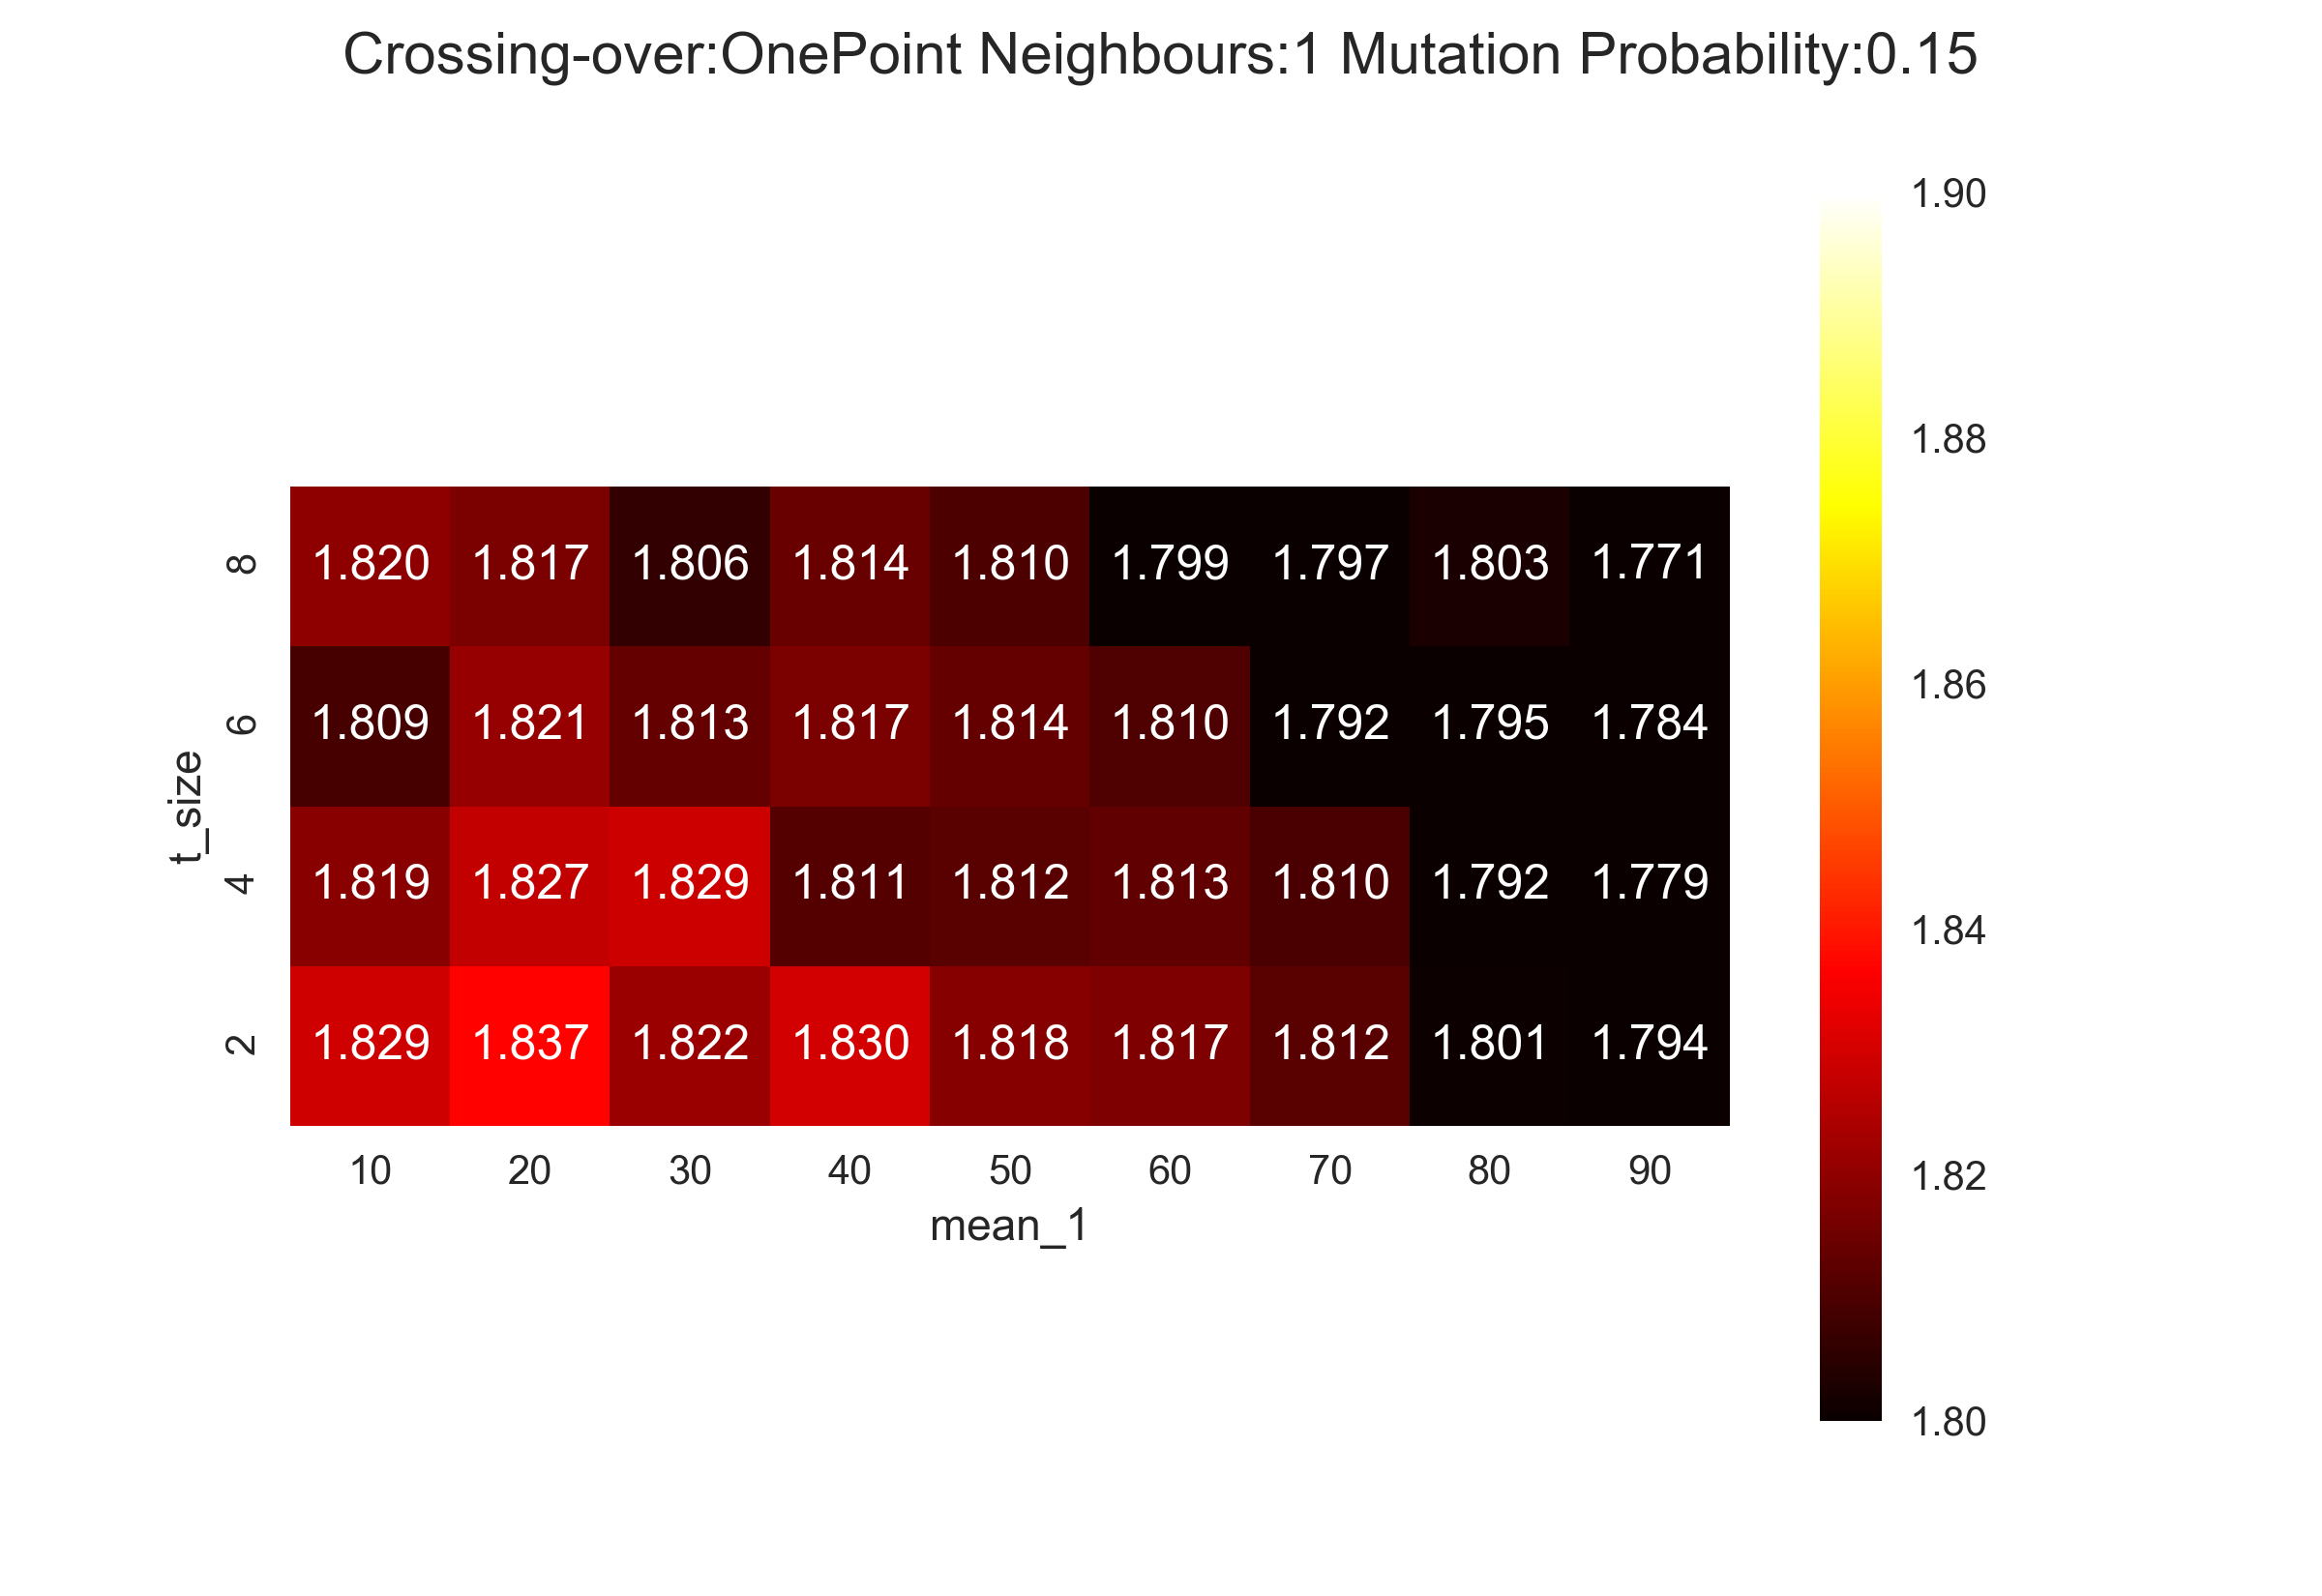 Crossing-over:OnePoint Neighbours:1 Mutation Probability:0.15
8 1.820 1.817 1.806 1.814 1.810 1.799 1.797 1.803 1.771
6 1.809 1.821 1.813 1.817 1.814 1.810 1.792 1.795 1.784
4 1.819 1.827 1.829 1.811 1.812 1.813 1.810 1.792 1.779
2 1.829 1.837 1.822 1.830 1.818 1.817 1.812 1.801 1.794
t_size
10 20 30 40 50 60 70 80 90
mean_1
1.90
1.88
1.86
1.84
1.82
1.80